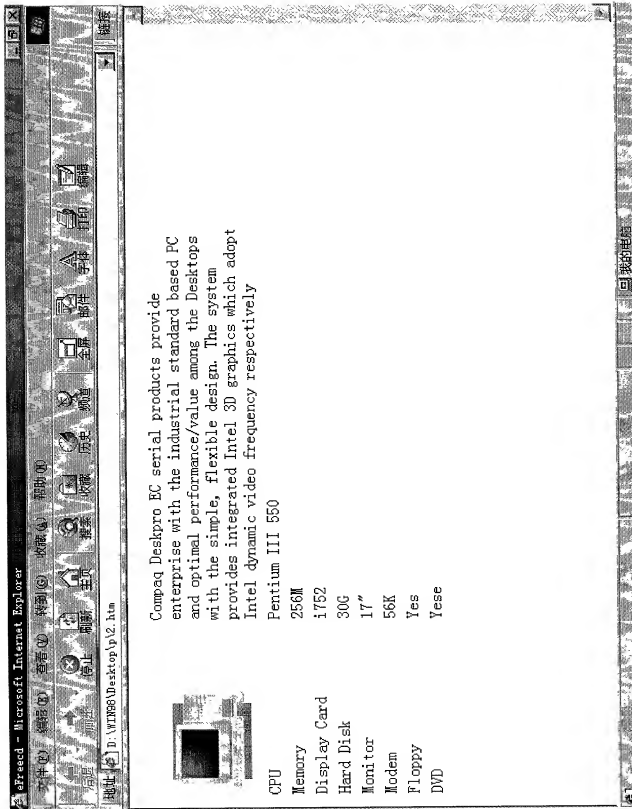 eFreecd - Microsoft Internet Explorer
文件(F) 编辑(E) 查看(V) 转到(G) 收藏(A) 帮助(H)
停止 刷新 主页 搜索 收藏 历史 频道 全屏 邮件 字体 打印 编辑
地址 D:\WIN98\Desktop\p\2.htm 链接
Compaq Deskpro EC serial products provide
enterprise with the industrial standard based PC
and optimal performance/value among the Desktops
with the simple, flexible design. The system
provides integrated Intel 3D graphics which adopt
Intel dynamic video frequency respectively
CPU Pentium III 550
Memory 256M
Display Card i752
Hard Disk 30G
Monitor 17"
Modem 56K
Floppy Yes
DVD Yese
我的电脑